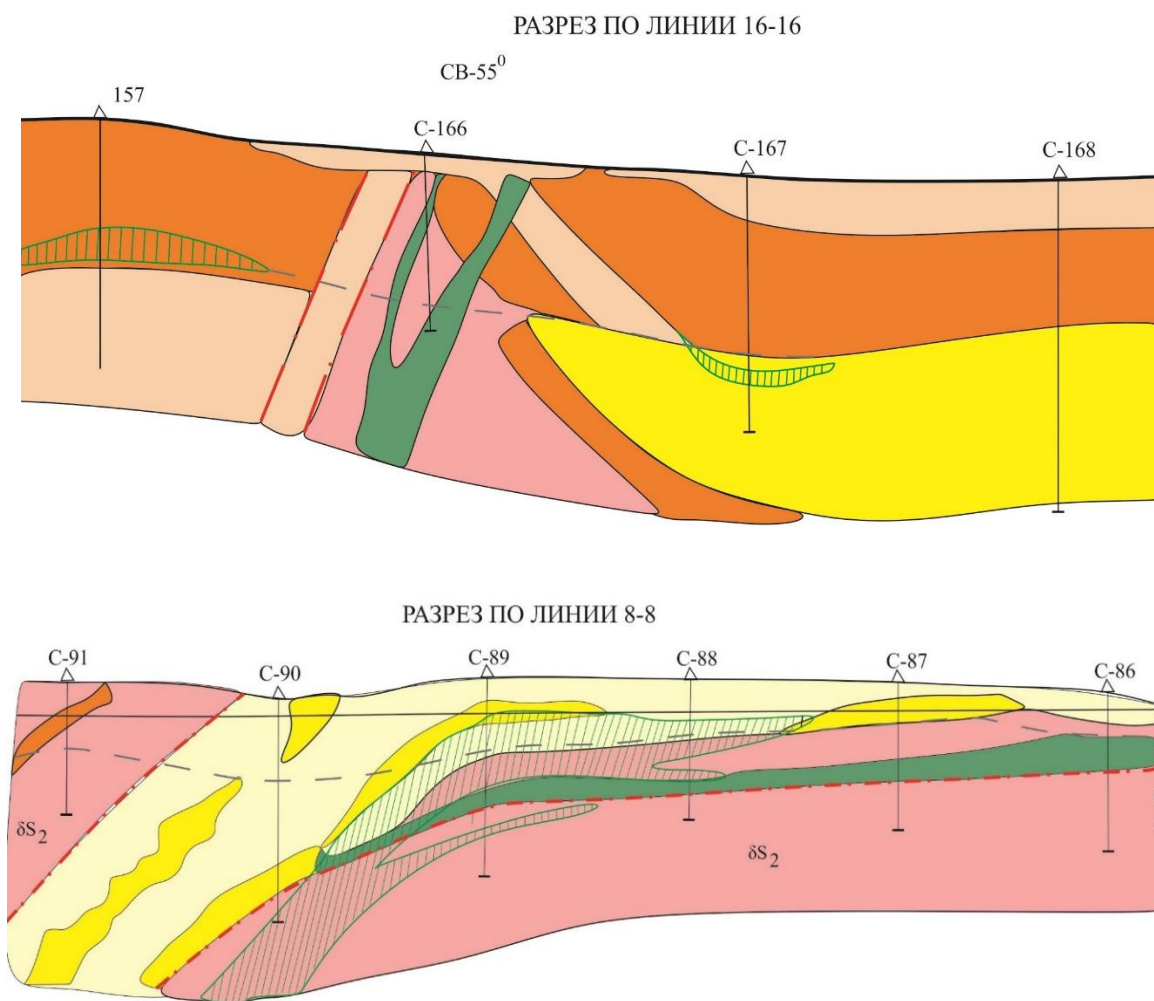 РАЗРЕЗ ПО ЛИНИИ 16-16
СВ-55⁰
157
С-166
С-167
С-168
РАЗРЕЗ ПО ЛИНИИ 8-8
С-91
С-90
С-89
С-88
С-87
С-86
δS₂
δS₂